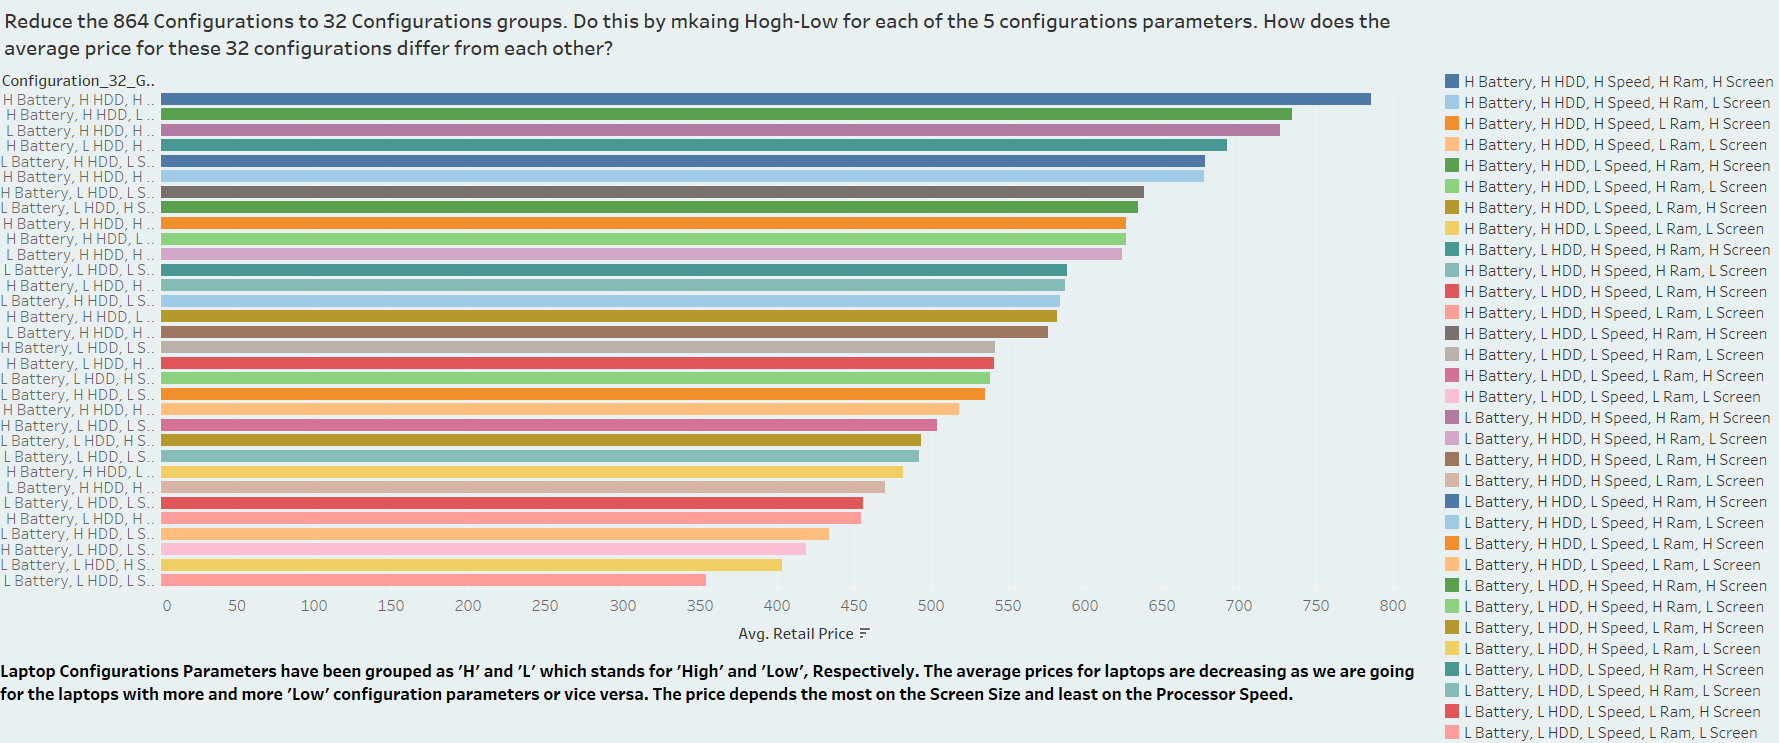 Reduce the 864 Configurations to 32 Configurations groups. Do this by mkaing Hogh-Low for each of the 5 configurations parameters. How does the
average price for these 32 configurations differ from each other?
Configuration_32_G..
H Battery, H HDD, H ..
H Battery, H HDD, L ..
L Battery, H HDD, H ..
H Battery, L HDD, H ..
L Battery, H HDD, L S..
H Battery, H HDD, H ..
H Battery, L HDD, L S..
L Battery, L HDD, H S..
H Battery, H HDD, H ..
H Battery, H HDD, L ..
L Battery, H HDD, H ..
L Battery, L HDD, L S..
H Battery, L HDD, H ..
L Battery, H HDD, L S..
H Battery, H HDD, L ..
L Battery, H HDD, H ..
H Battery, L HDD, L S..
H Battery, L HDD, H ..
L Battery, L HDD, H S..
L Battery, H HDD, L S..
H Battery, H HDD, H ..
H Battery, L HDD, L S..
L Battery, L HDD, H S..
L Battery, L HDD, L S..
H Battery, H HDD, L ..
L Battery, H HDD, H ..
L Battery, L HDD, L S..
H Battery, L HDD, H ..
L Battery, H HDD, L S..
H Battery, L HDD, L S..
L Battery, L HDD, H S..
L Battery, L HDD, L S..
0 50 100 150 200 250 300 350 400 450 500 550 600 650 700 750 800
Avg. Retail Price
H Battery, H HDD, H Speed, H Ram, H Screen
H Battery, H HDD, H Speed, H Ram, L Screen
H Battery, H HDD, H Speed, L Ram, H Screen
H Battery, H HDD, H Speed, L Ram, L Screen
H Battery, H HDD, L Speed, H Ram, H Screen
H Battery, H HDD, L Speed, H Ram, L Screen
H Battery, H HDD, L Speed, L Ram, H Screen
H Battery, H HDD, L Speed, L Ram, L Screen
H Battery, L HDD, H Speed, H Ram, H Screen
H Battery, L HDD, H Speed, H Ram, L Screen
H Battery, L HDD, H Speed, L Ram, H Screen
H Battery, L HDD, H Speed, L Ram, L Screen
H Battery, L HDD, L Speed, H Ram, H Screen
H Battery, L HDD, L Speed, H Ram, L Screen
H Battery, L HDD, L Speed, L Ram, H Screen
H Battery, L HDD, L Speed, L Ram, L Screen
L Battery, H HDD, H Speed, H Ram, H Screen
L Battery, H HDD, H Speed, H Ram, L Screen
L Battery, H HDD, H Speed, L Ram, H Screen
L Battery, H HDD, H Speed, L Ram, L Screen
L Battery, H HDD, L Speed, H Ram, H Screen
L Battery, H HDD, L Speed, H Ram, L Screen
L Battery, H HDD, L Speed, L Ram, H Screen
L Battery, H HDD, L Speed, L Ram, L Screen
L Battery, L HDD, H Speed, H Ram, H Screen
L Battery, L HDD, H Speed, H Ram, L Screen
L Battery, L HDD, H Speed, L Ram, H Screen
L Battery, L HDD, H Speed, L Ram, L Screen
L Battery, L HDD, L Speed, H Ram, H Screen
L Battery, L HDD, L Speed, H Ram, L Screen
L Battery, L HDD, L Speed, L Ram, H Screen
L Battery, L HDD, L Speed, L Ram, L Screen
Laptop Configurations Parameters have been grouped as 'H' and 'L' which stands for 'High' and 'Low', Respectively. The average prices for laptops are decreasing as we are going
for the laptops with more and more 'Low' configuration parameters or vice versa. The price depends the most on the Screen Size and least on the Processor Speed.